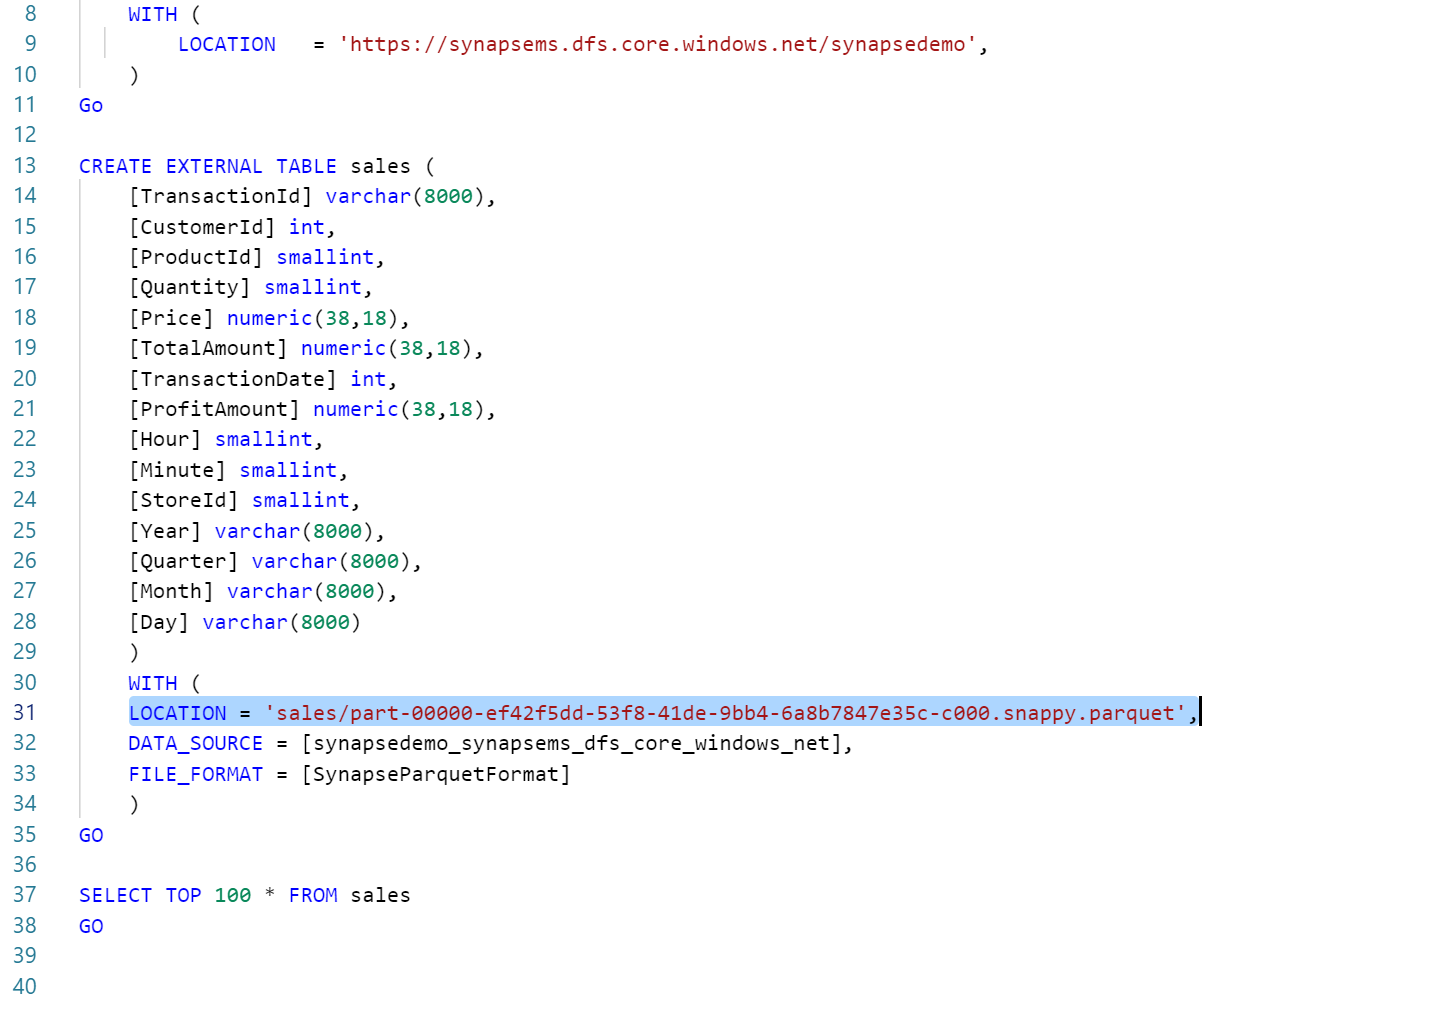 8 WITH (
9 LOCATION = 'https://synapsems.dfs.core.windows.net/synapsedemo',
10 )
11 Go
12
13 CREATE EXTERNAL TABLE sales (
14 [TransactionId] varchar(8000),
15 [CustomerId] int,
16 [ProductId] smallint,
17 [Quantity] smallint,
18 [Price] numeric(38,18),
19 [TotalAmount] numeric(38,18),
20 [TransactionDate] int,
21 [ProfitAmount] numeric(38,18),
22 [Hour] smallint,
23 [Minute] smallint,
24 [StoreId] smallint,
25 [Year] varchar(8000),
26 [Quarter] varchar(8000),
27 [Month] varchar(8000),
28 [Day] varchar(8000)
29 )
30 WITH (
31 LOCATION = 'sales/part-00000-ef42f5dd-53f8-41de-9bb4-6a8b7847e35c-c000.snappy.parquet',
32 DATA_SOURCE = [synapsedemo_synapsems_dfs_core_windows_net],
33 FILE_FORMAT = [SynapseParquetFormat]
34 )
35 GO
36
37 SELECT TOP 100 * FROM sales
38 GO
39
40